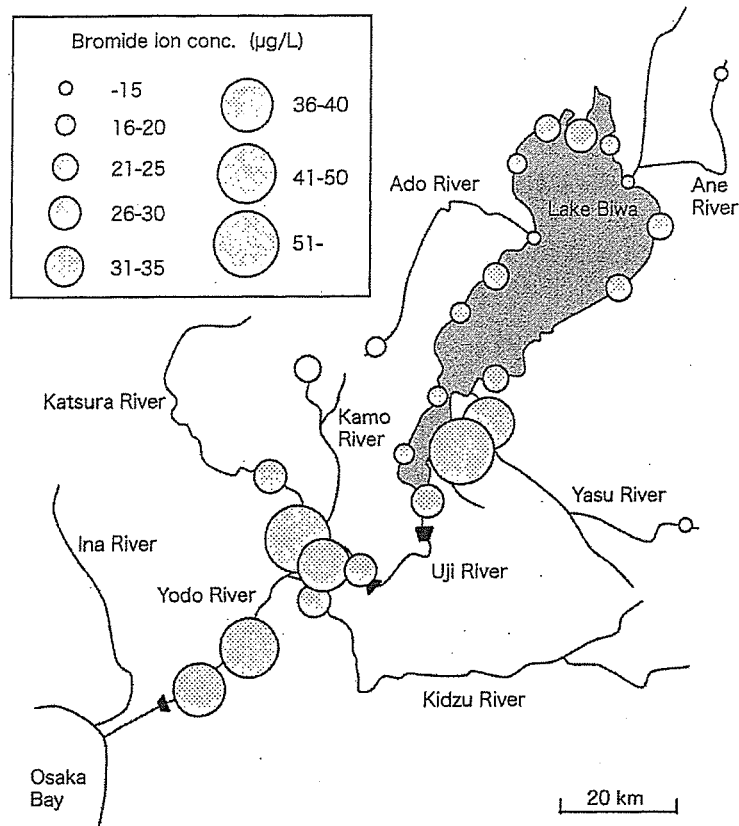 Bromide ion conc. (µg/L)
-15
16-20
21-25
26-30
31-35
36-40
41-50
51-
Ado River
Lake Biwa
Ane
River
Katsura River
Kamo
River
Yasu River
Ina River
Uji River
Yodo River
Kidzu River
Osaka
Bay
20 km